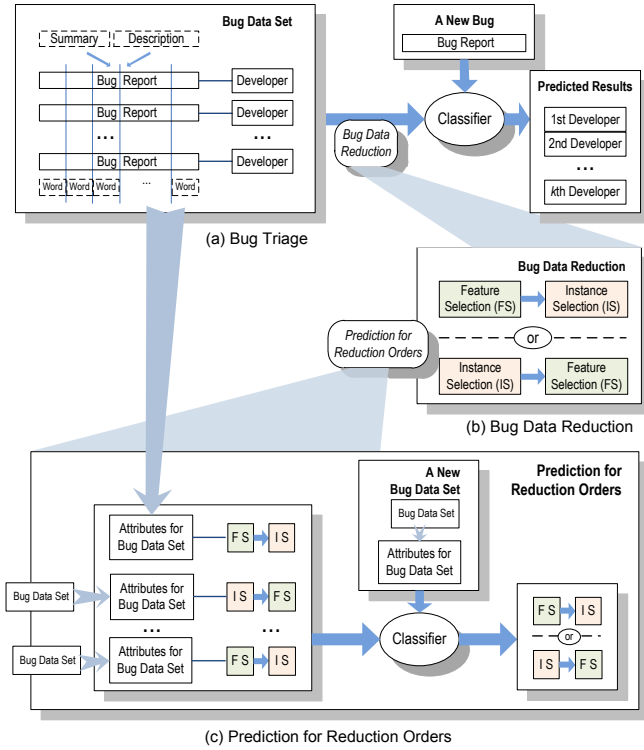 Bug Data Set
Summary
Description
Bug Report
Developer
Bug Report
Developer
...
...
Bug Report
Developer
Word
Word
Word
...
Word
A New Bug
Bug Report
Classifier
Bug Data
Reduction
Predicted Results
1st Developer
2nd Developer
...
kth Developer
(a) Bug Triage
Bug Data Reduction
Feature
Selection (FS)
Instance
Selection (IS)
or
Instance
Selection (IS)
Feature
Selection (FS)
Prediction for
Reduction Orders
(b) Bug Data Reduction
Prediction for
Reduction Orders
A New
Bug Data Set
Bug Data Set
Attributes for
Bug Data Set
Attributes for
Bug Data Set
F S
I S
Bug Data Set
Attributes for
Bug Data Set
I S
F S
...
...
Bug Data Set
Attributes for
Bug Data Set
F S
I S
Classifier
F S
I S
or
I S
F S
(c) Prediction for Reduction Orders